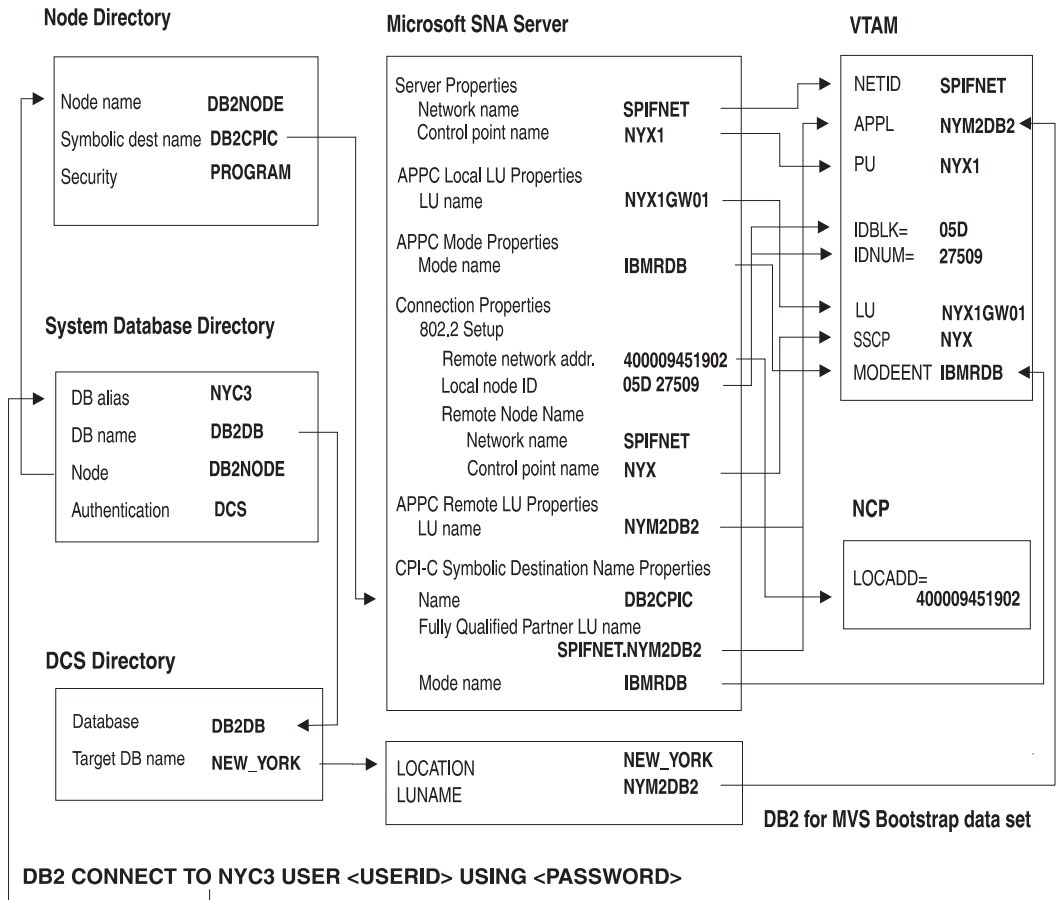 Node Directory
Node name DB2NODE
Symbolic dest name DB2CPIC
Security PROGRAM
System Database Directory
DB alias NYC3
DB name DB2DB
Node DB2NODE
Authentication DCS
DCS Directory
Database DB2DB
Target DB name NEW_YORK
Microsoft SNA Server
Server Properties
Network name SPIFNET
Control point name NYX1
APPC Local LU Properties
LU name NYX1GW01
APPC Mode Properties
Mode name IBMRDB
Connection Properties
802.2 Setup
Remote network addr. 400009451902
Local node ID 05D 27509
Remote Node Name
Network name SPIFNET
Control point name NYX
APPC Remote LU Properties
LU name NYM2DB2
CPI-C Symbolic Destination Name Properties
Name DB2CPIC
Fully Qualified Partner LU name
SPIFNET.NYM2DB2
Mode name IBMRDB
LOCATION NEW_YORK
LUNAME NYM2DB2
VTAM
NETID SPIFNET
APPL NYM2DB2
PU NYX1
IDBLK= 05D
IDNUM= 27509
LU NYX1GW01
SSCP NYX
MODEENT IBMRDB
NCP
LOCADD=
400009451902
DB2 for MVS Bootstrap data set
DB2 CONNECT TO NYC3 USER <USERID> USING <PASSWORD>